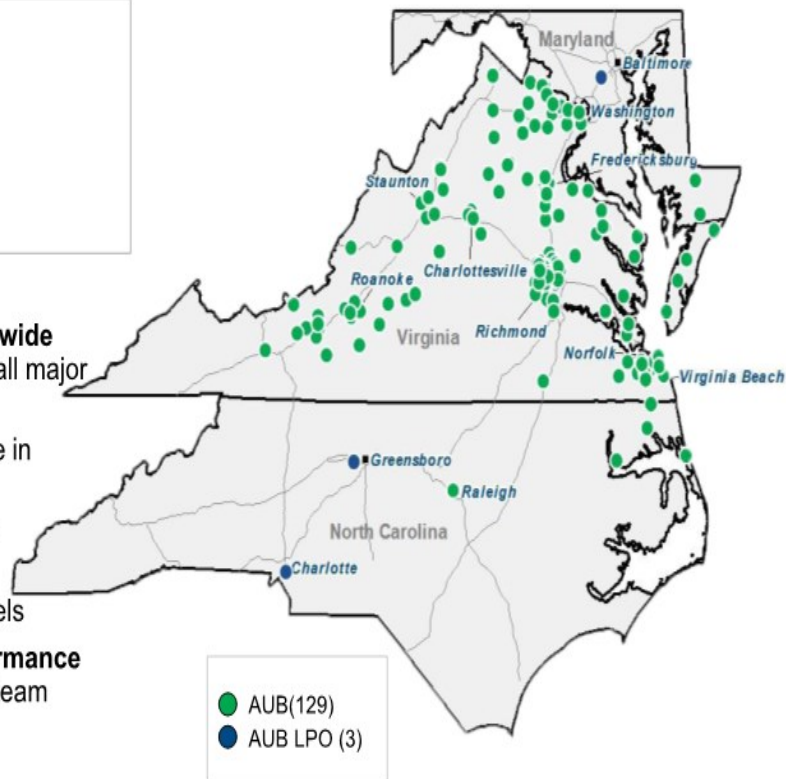 wide
all major
e in
els
rmance
eam
Maryland
Baltimore
Washington
Fredericksburg
Staunton
Charlottesville
Roanoke
Richmond
Virginia
Norfolk
Virginia Beach
Greensboro
Raleigh
North Carolina
Charlotte
AUB(129)
AUB LPO (3)